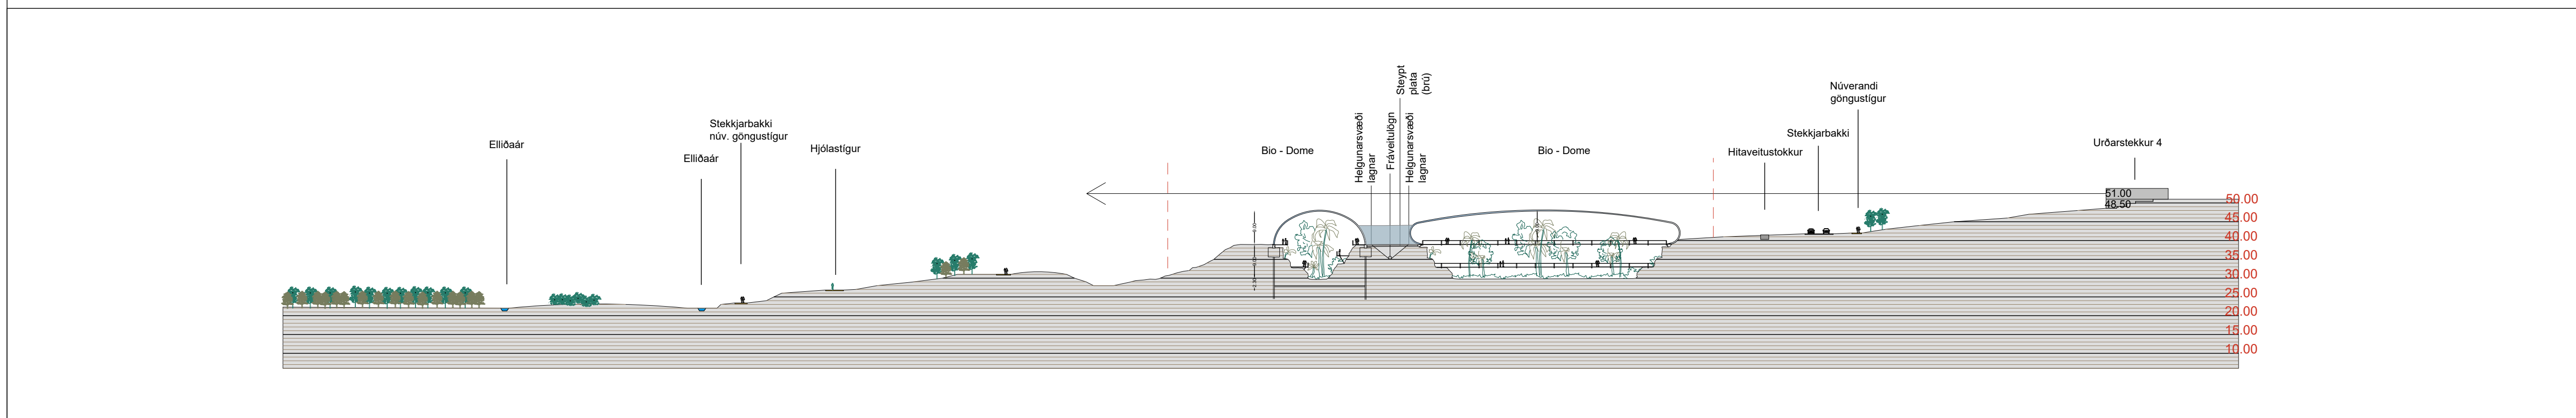 Elliðaár
Elliðaár
Stekkjarbakki
núv. göngustígur
Hjólastígur
Bio - Dome
Helgunarsvæði
lagnar
Fráveitulögn
Steypt
plata
(brú)
Helgunarsvæði
lagnar
Bio - Dome
Hitaveitustokkur
Stekkjarbakki
Núverandi
göngustígur
Urðarstekkur 4
51.00
48.50
50.00
45.00
40.00
35.00
30.00
25.00
20.00
15.00
10.00